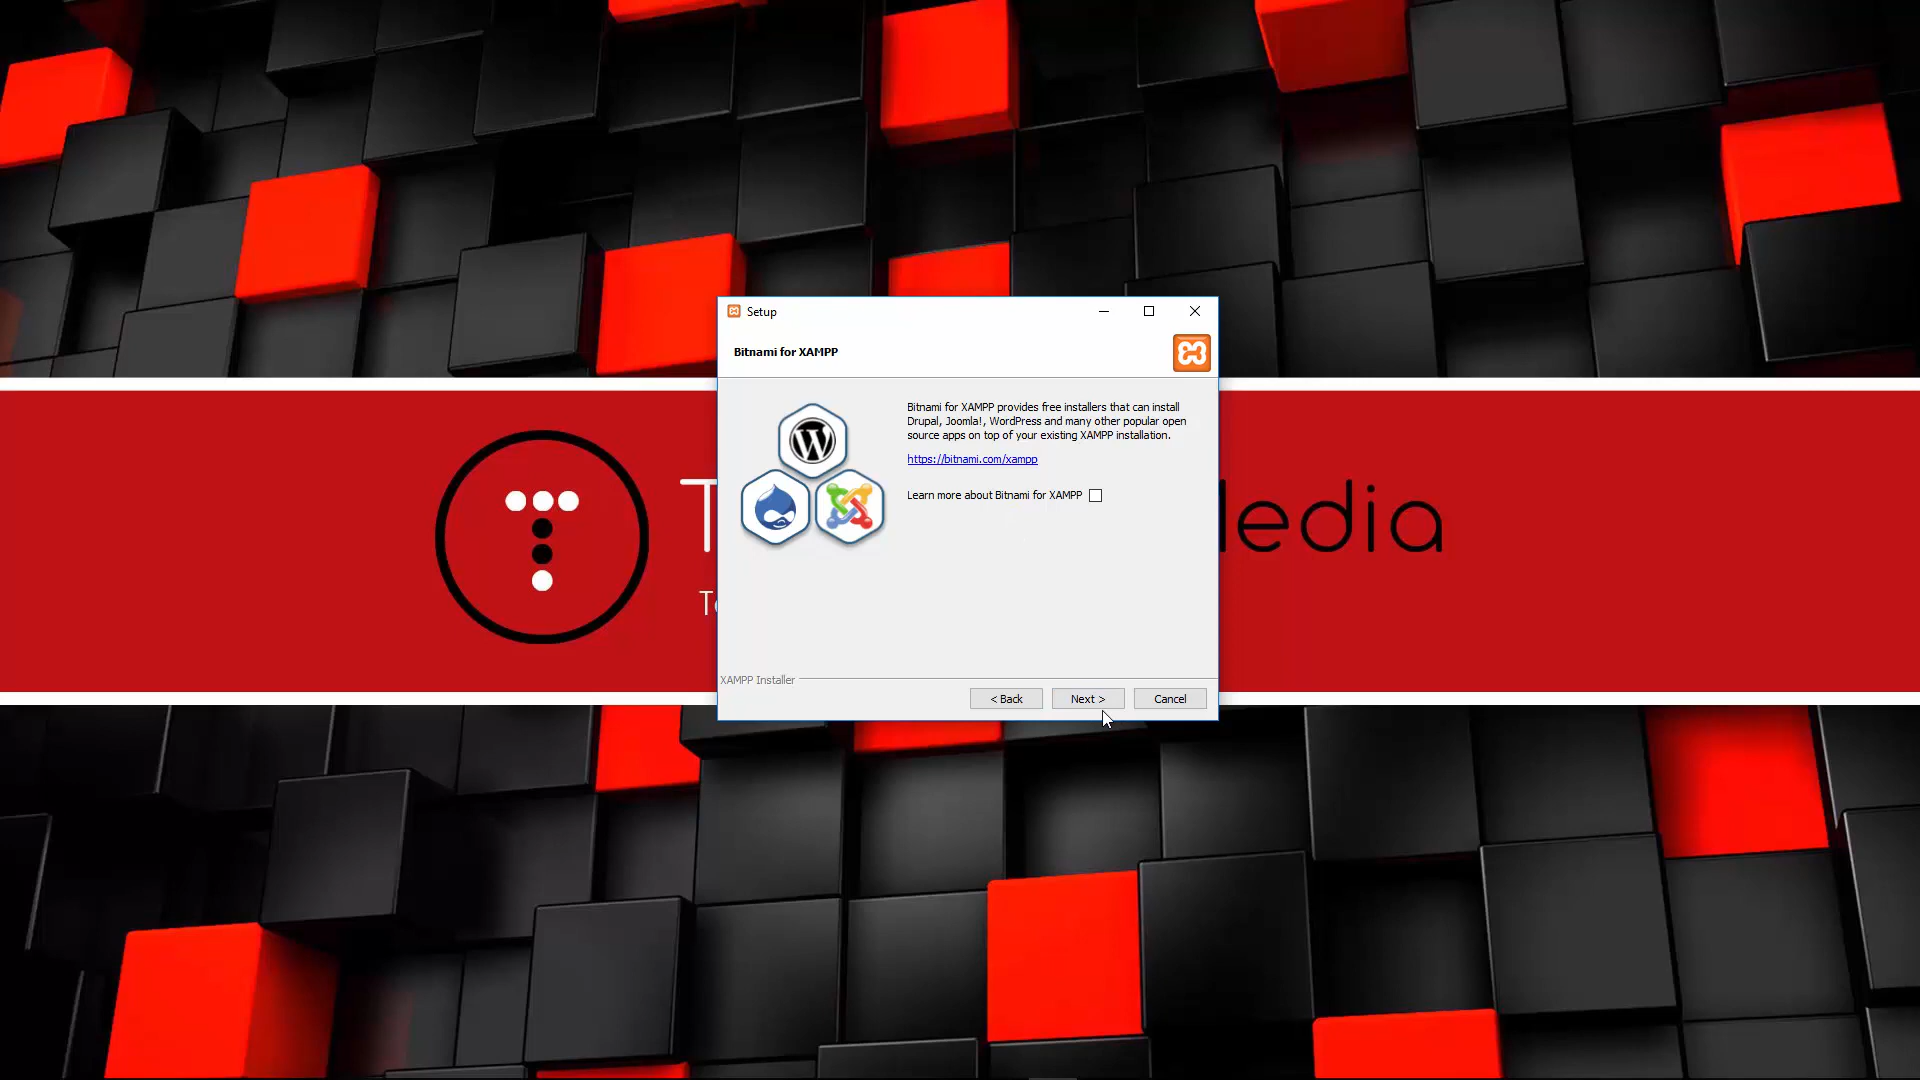 Setup
Bitnami for XAMPP
Bitnami for XAMPP provides free installers that can install
Drupal, Joomla!, WordPress and many other popular open
source apps on top of your existing XAMPP installation.
https://bitnami.com/xampp
Learn more about Bitnami for XAMPP
T edia
T
XAMPP Installer
< Back Next > Cancel